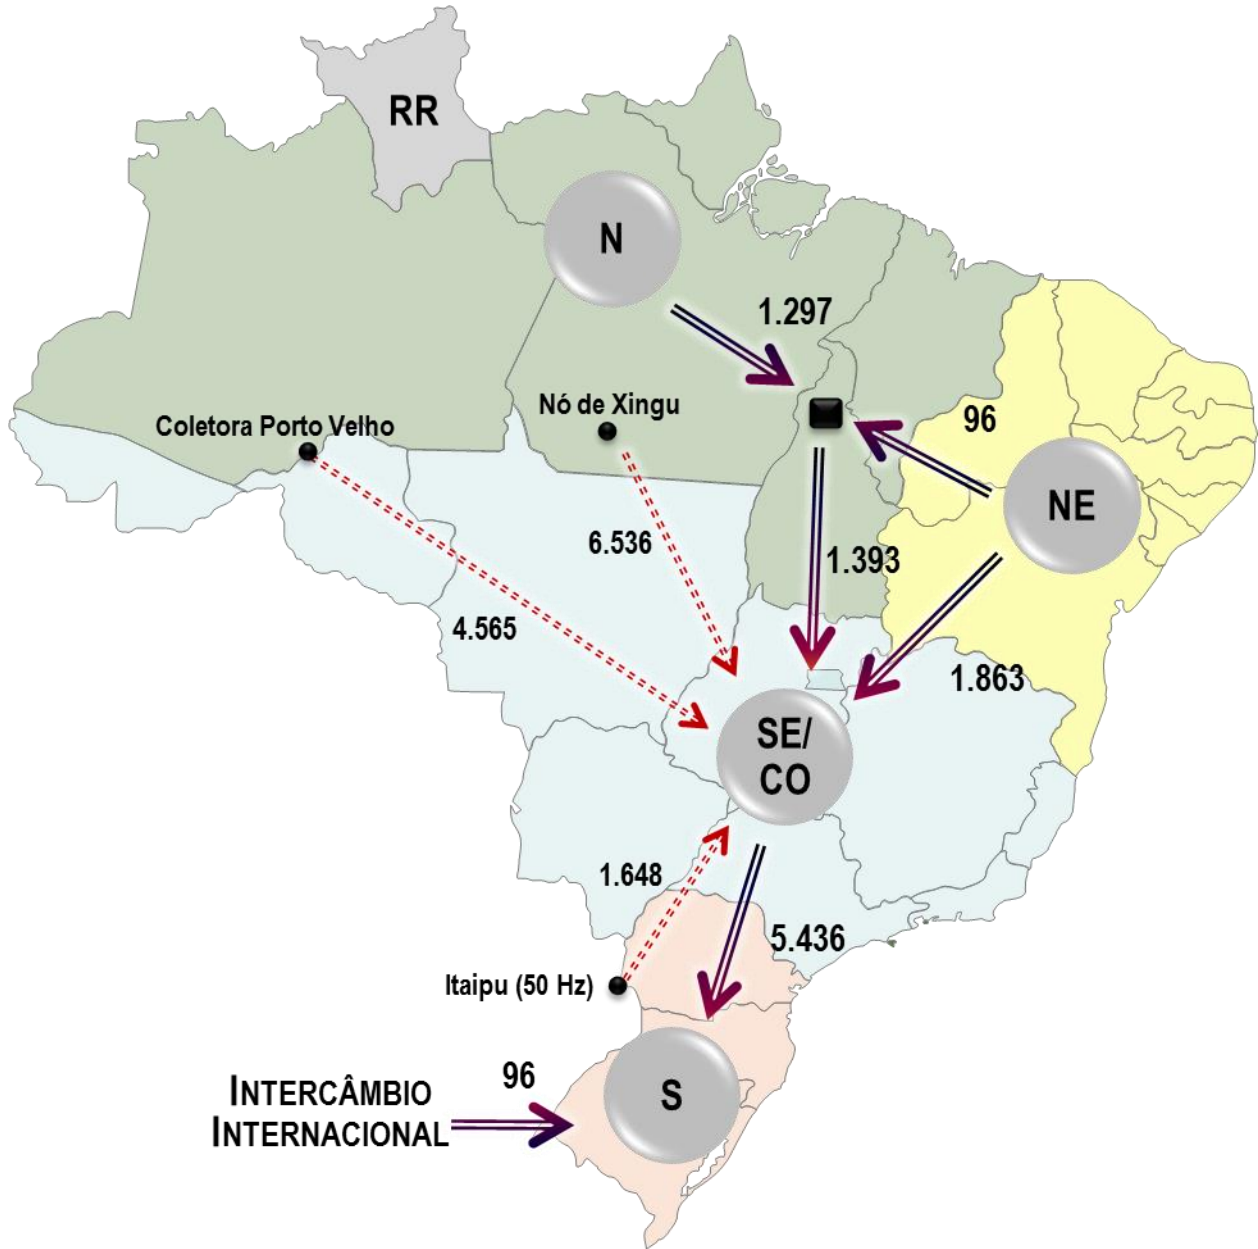 RR
N
1.297
Nó de Xingu
Coletora Porto Velho
96
NE
6.536
1.393
4.565
1.863
SE/
CO
1.648
5.436
Itaipu (50 Hz)
96
INTERCÂMBIO
INTERNACIONAL
S